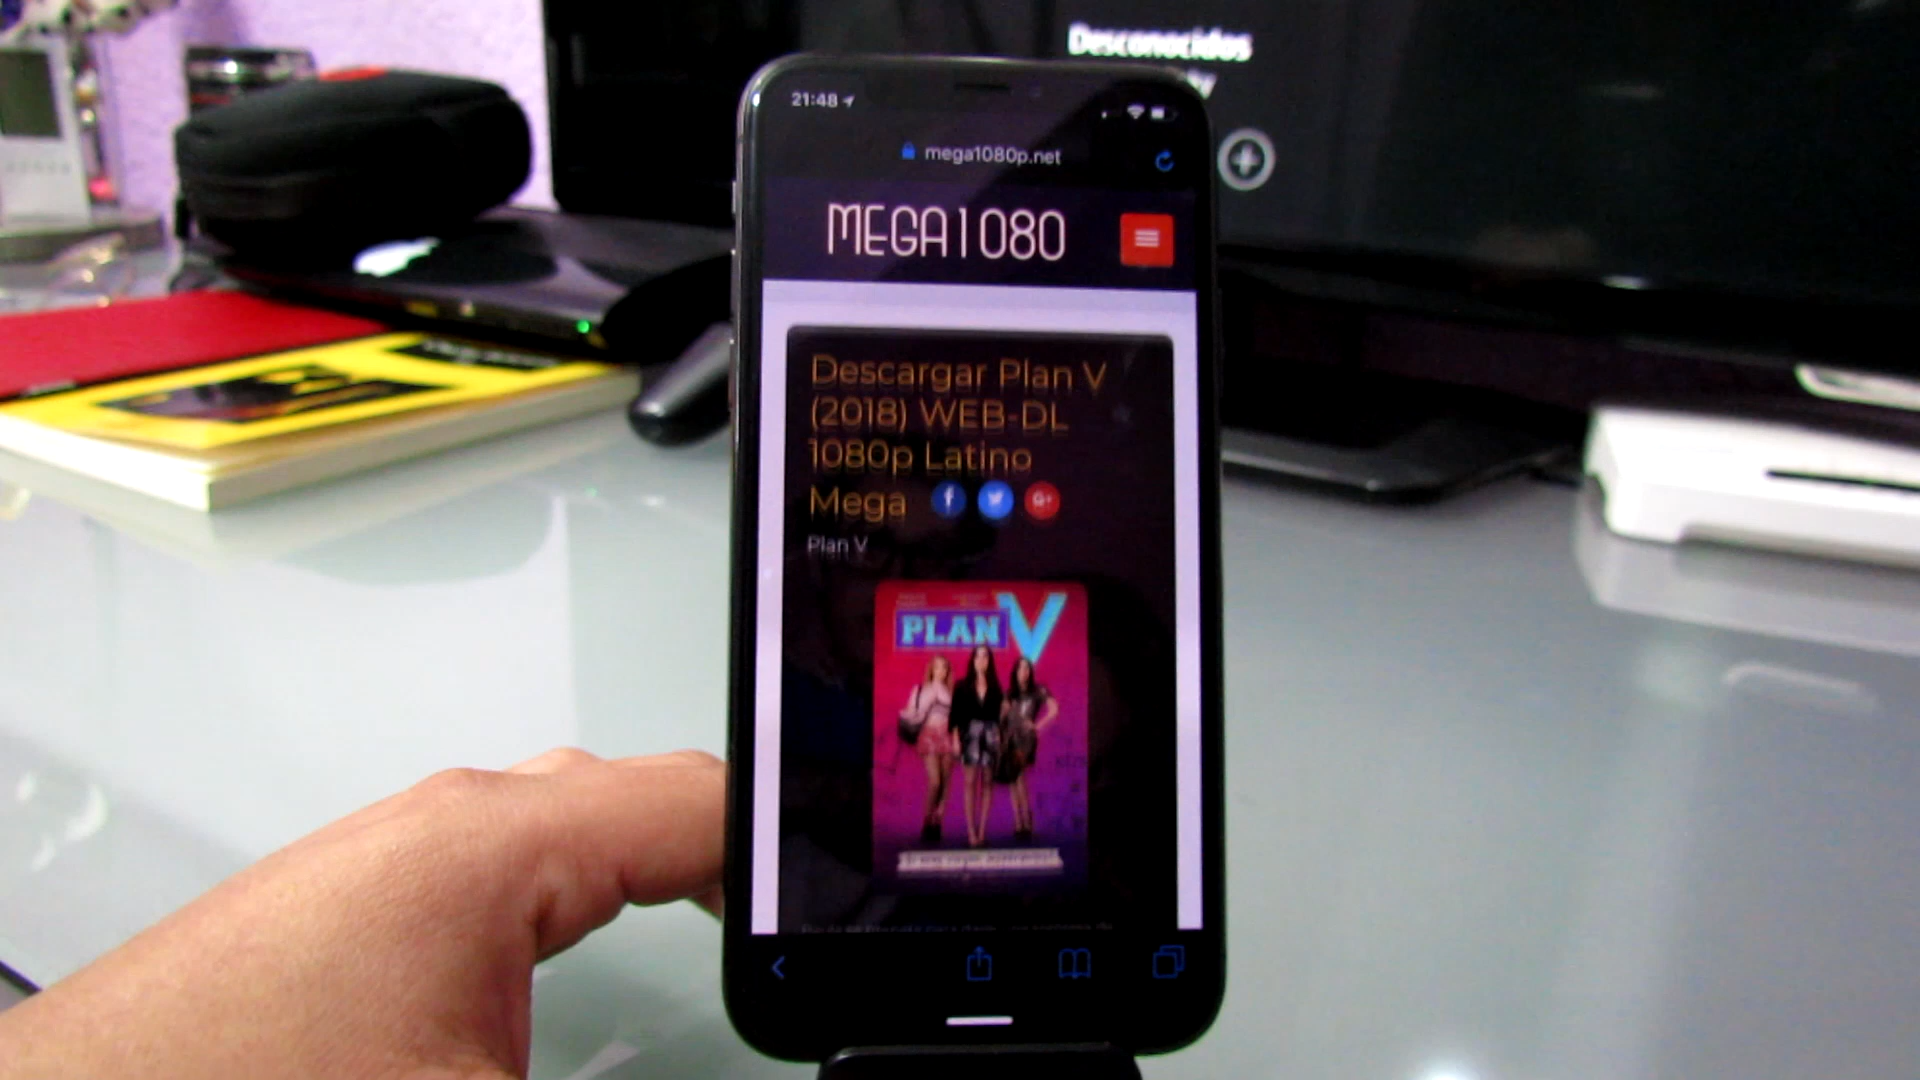 Desconocidos
21:48
mega1080p.net
MEGA1080
Descargar Plan V
(2018) WEB-DL
1080p Latino
Mega
Plan V
PLAN V